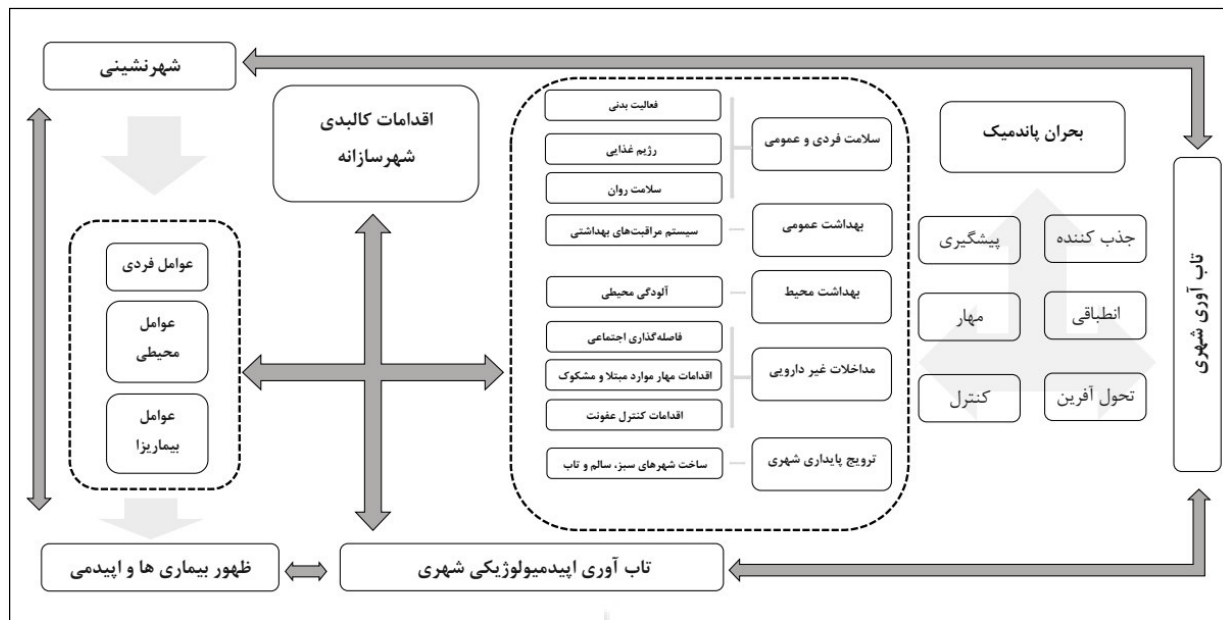 شهرنشینی
اقدامات کالبدی
شهرسازانه
بحران پاندمیک
تاب آوری شهری
جذب کننده
پیشگیری
انطباقی
مهار
تحول آفرین
کنترل
سلامت فردی و عمومی
فعالیت بدنی
رژیم غذایی
سلامت روان
بهداشت عمومی
سیستم مراقبت‌های بهداشتی
بهداشت محیط
آلودگی محیطی
مداخلات غیر دارویی
فاصله‌گذاری اجتماعی
اقدامات مهار موارد مبتلا و مشکوک
اقدامات کنترل عفونت
ترویج پایداری شهری
ساخت شهرهای سبز، سالم و تاب
عوامل فردی
عوامل
محیطی
عوامل
بیماریزا
تاب آوری اپیدمیولوژیکی شهری
ظهور بیماری ها و اپیدمی